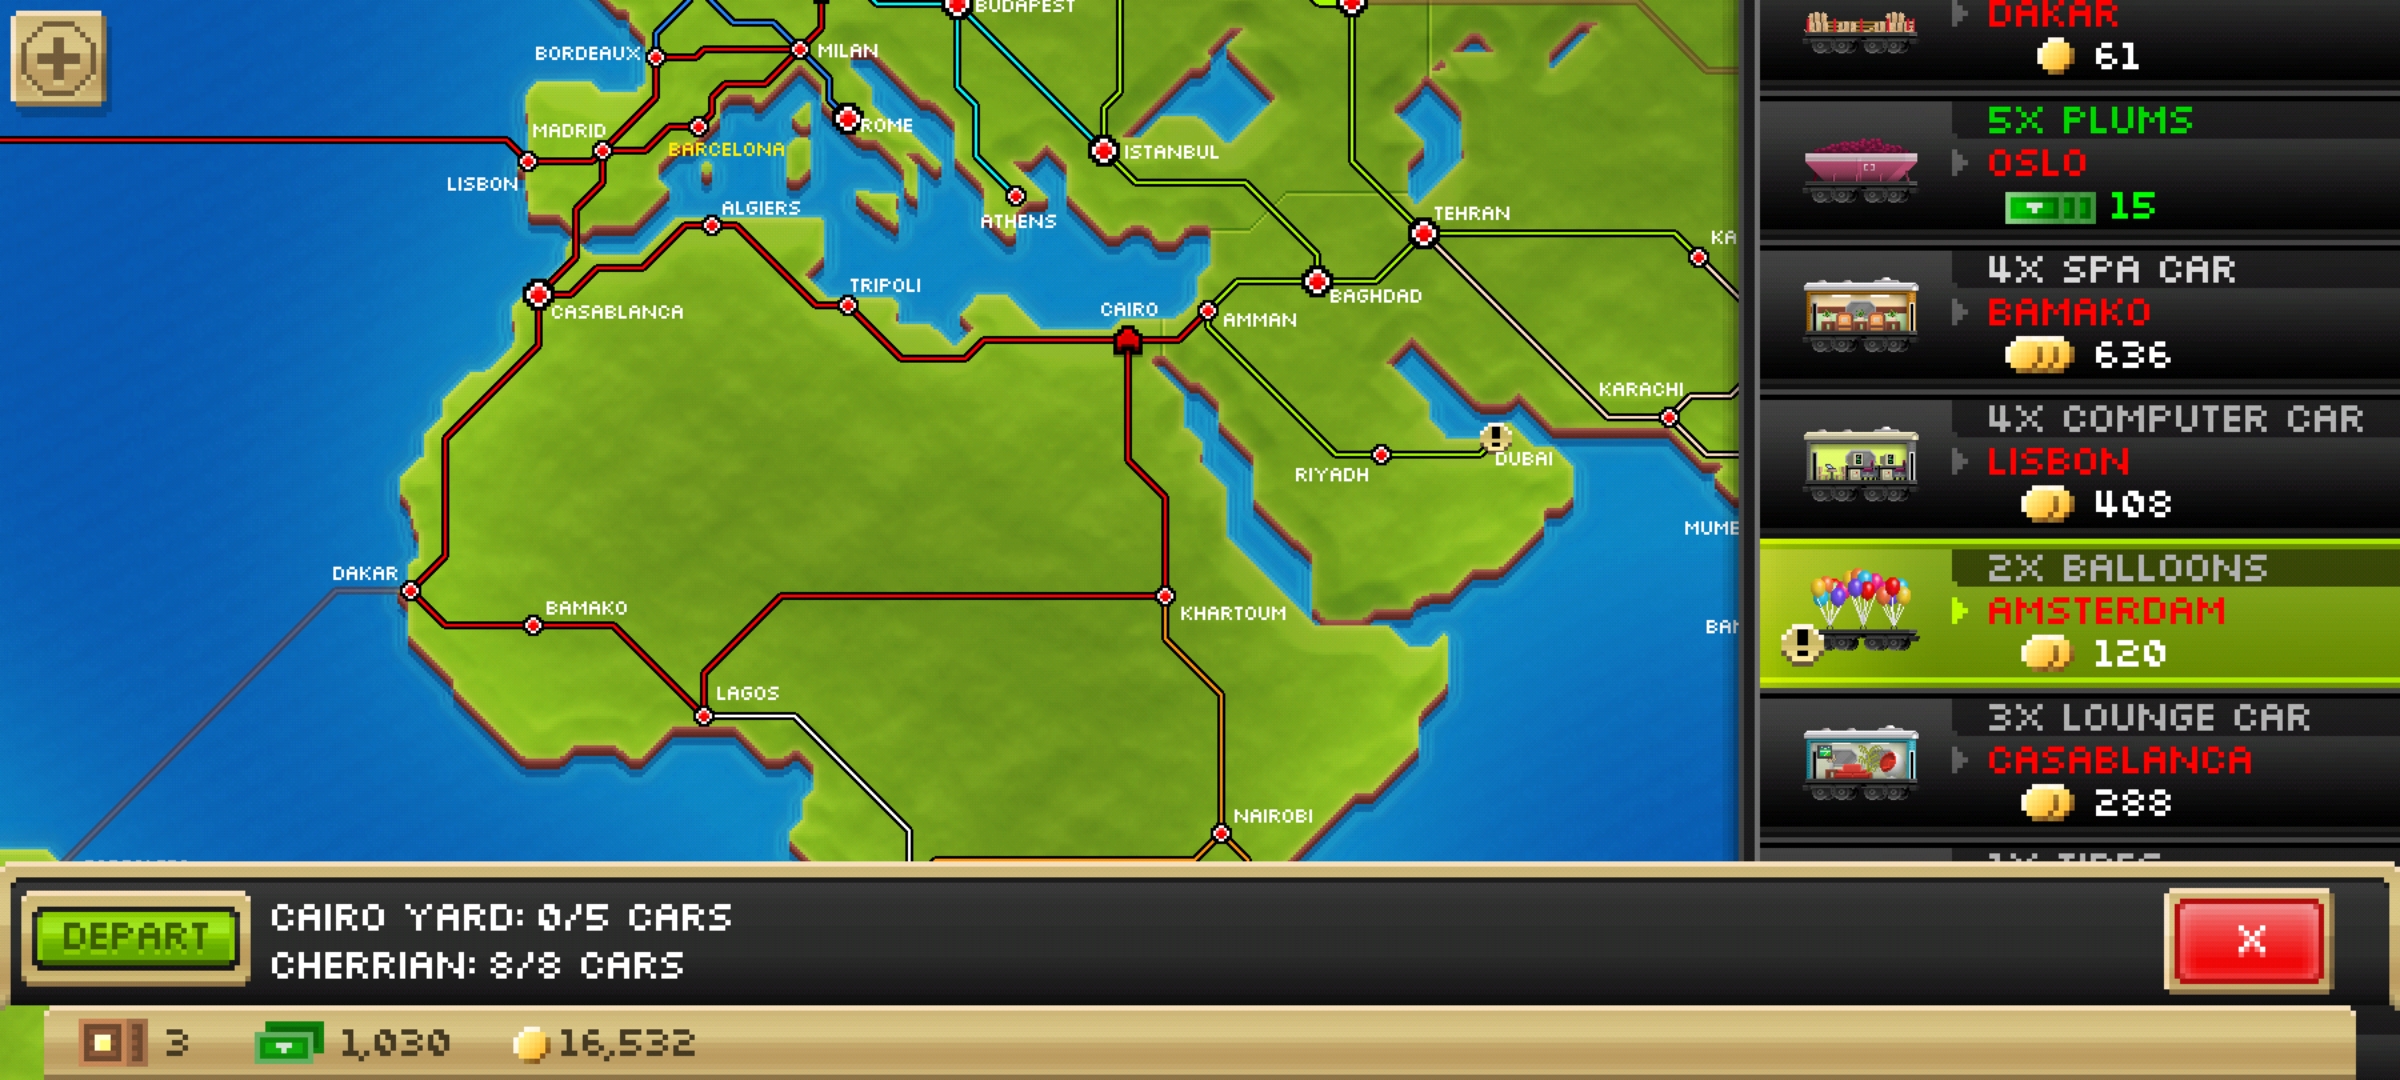 BUDAPEST
BORDEAUX
MILAN
MADRID
ROME
BARCELONA
ISTANBUL
LISBON
ALGIERS
ATHENS
TEHRAN
KA
TRIPOLI
CASABLANCA
CAIRO
AMMAN
BAGHDAD
KARACHI
RIYADH
DUBAI
MUME
DAKAR
BAMAKO
KHARTOUM
BAN
LAGOS
NAIROBI
DAKAR
61
5X PLUMS
OSLO
15
4X SPA CAR
BAMAKO
636
4X COMPUTER CAR
LISBON
408
2X BALLOONS
AMSTERDAM
120
3X LOUNGE CAR
CASABLANCA
288
DEPART
CAIRO YARD: 0/5 CARS
CHERRIAN: 8/8 CARS
X
3
1,030
16,532